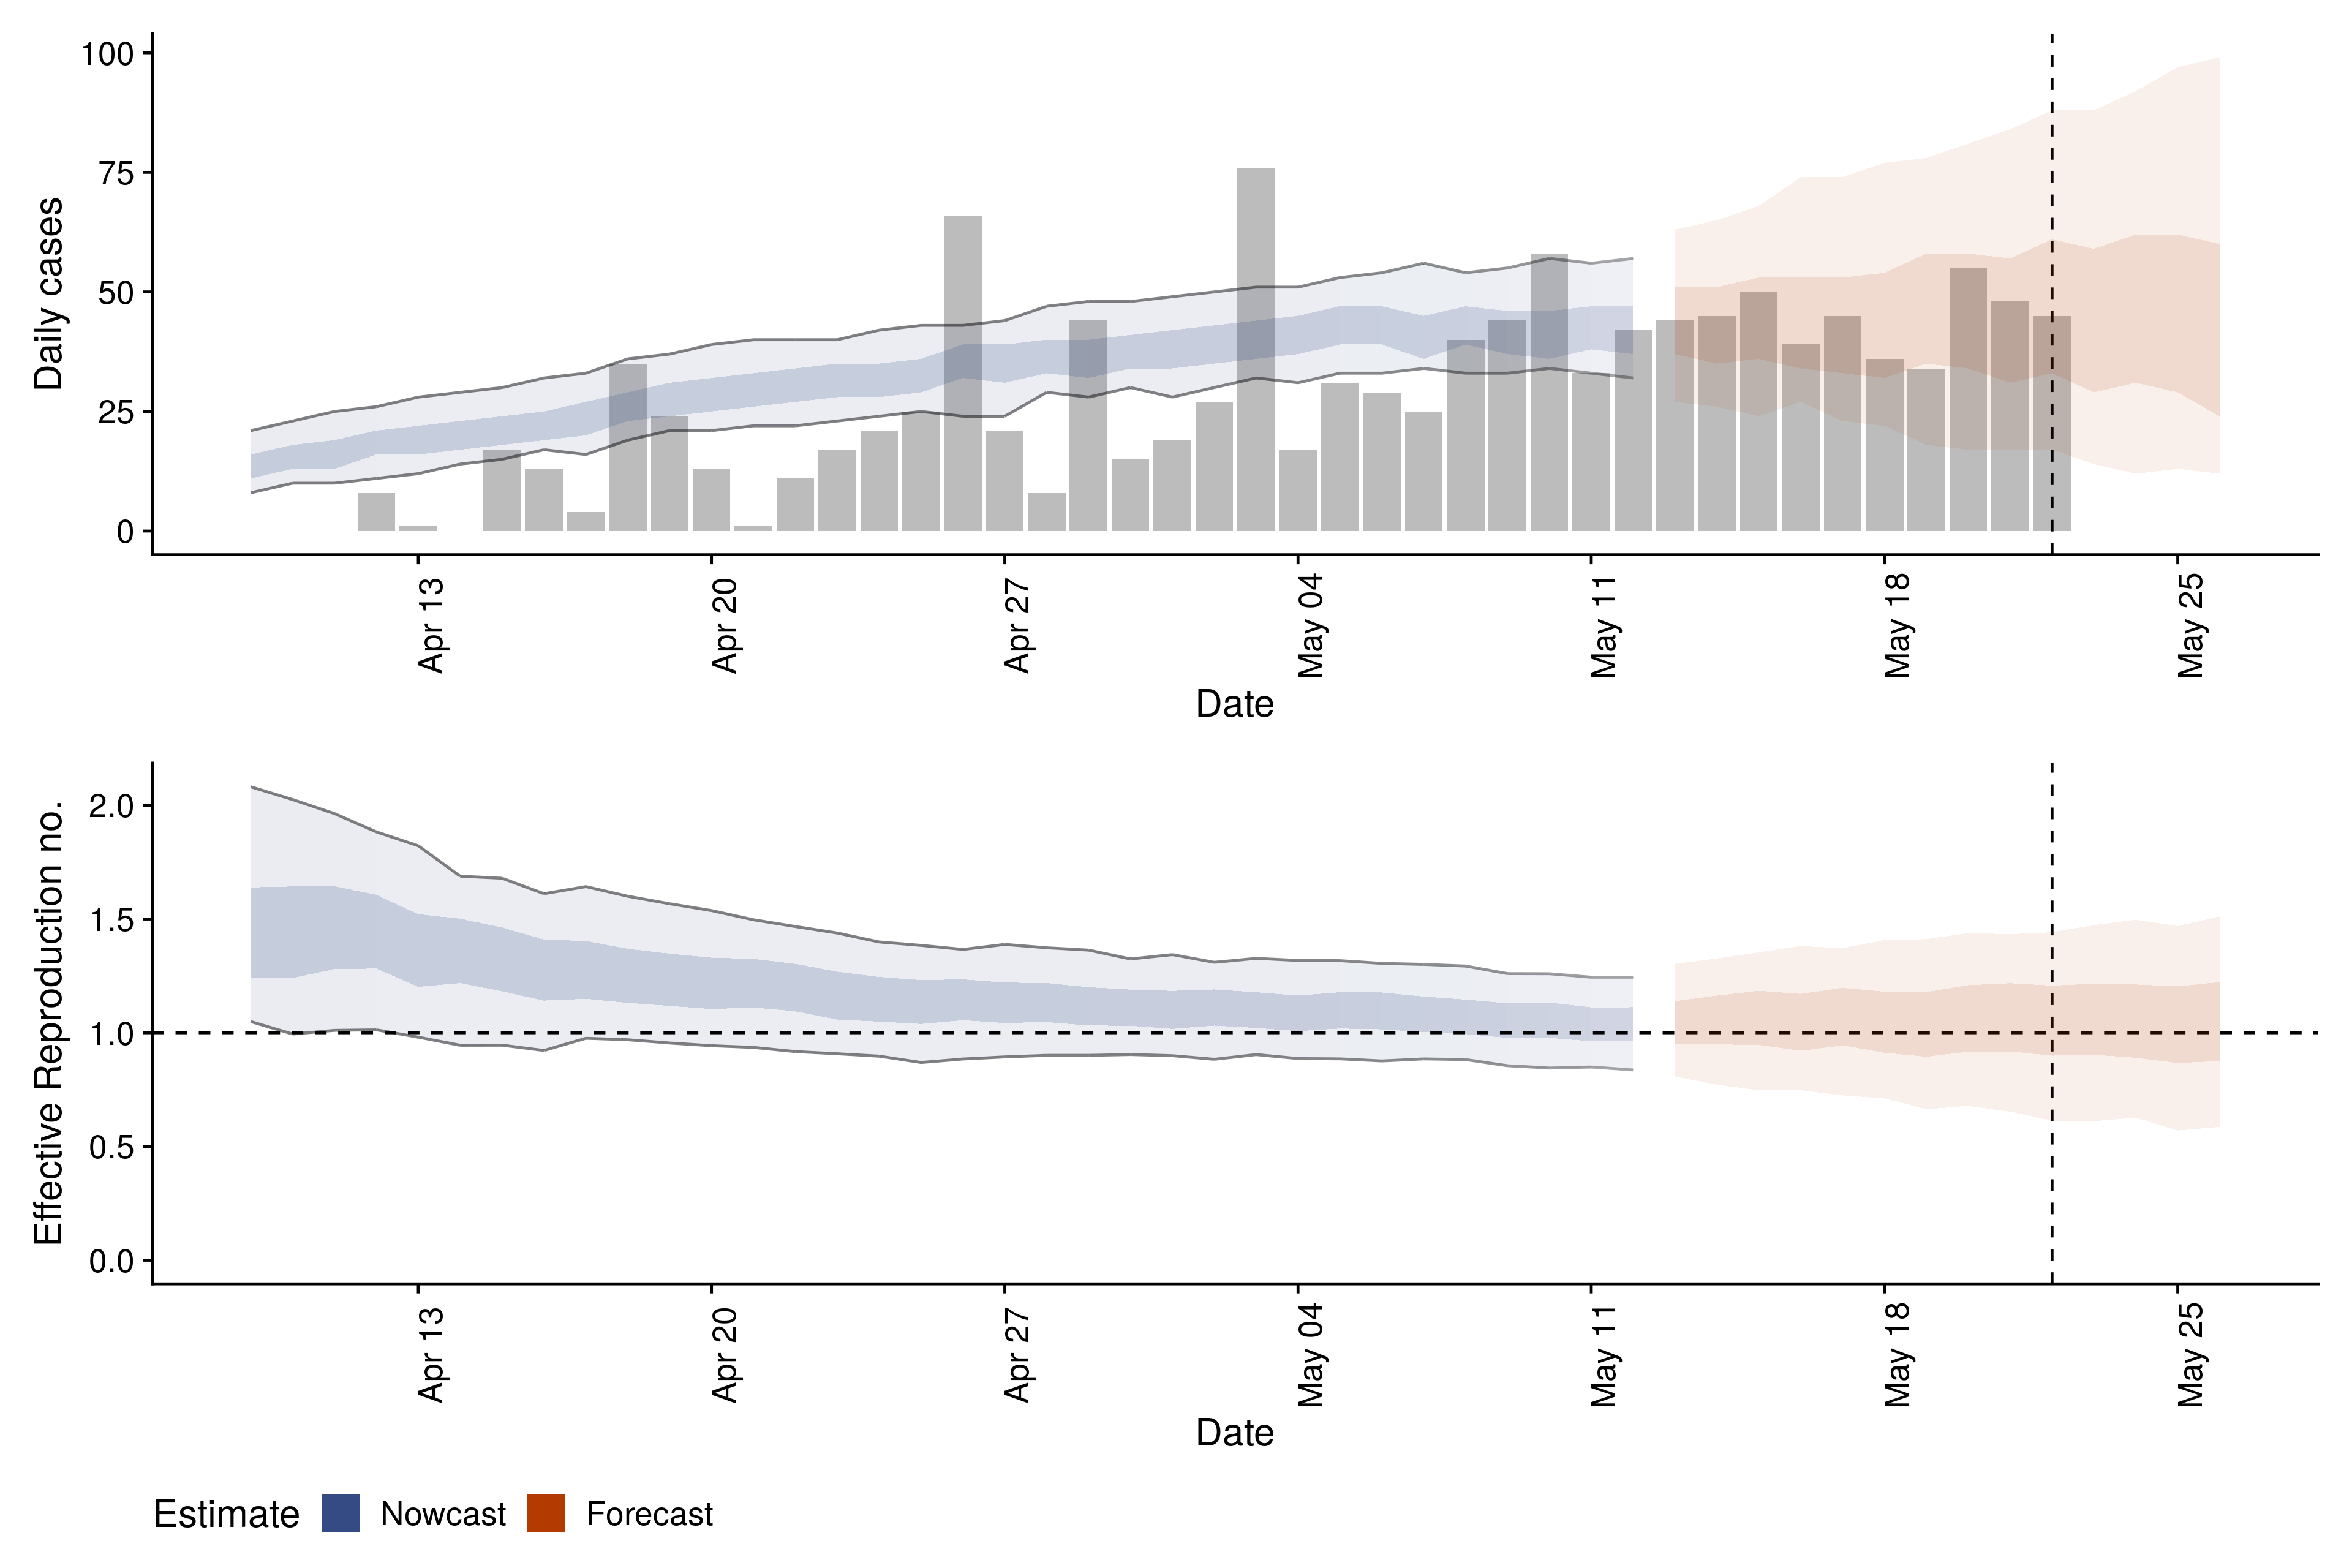 Daily cases
100
75
50
25
0
Apr 13
Apr 20
Apr 27
May 04
May 11
May 18
May 25
Date
Effective Reproduction no.
2.0
1.5
1.0
0.5
0.0
Apr 13
Apr 20
Apr 27
May 04
May 11
May 18
May 25
Date
Estimate Nowcast Forecast